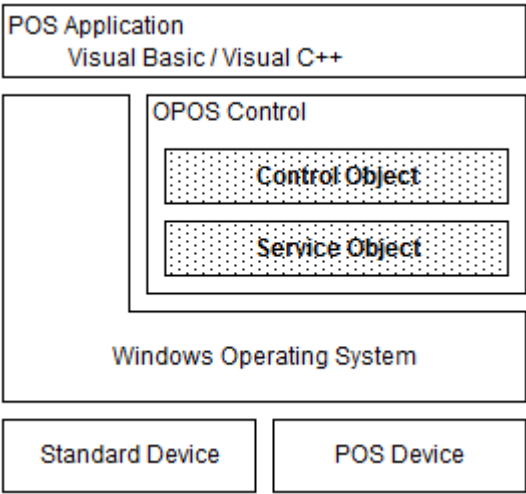 POS Application
Visual Basic / Visual C++
OPOS Control
Control Object
Service Object
Windows Operating System
Standard Device
POS Device